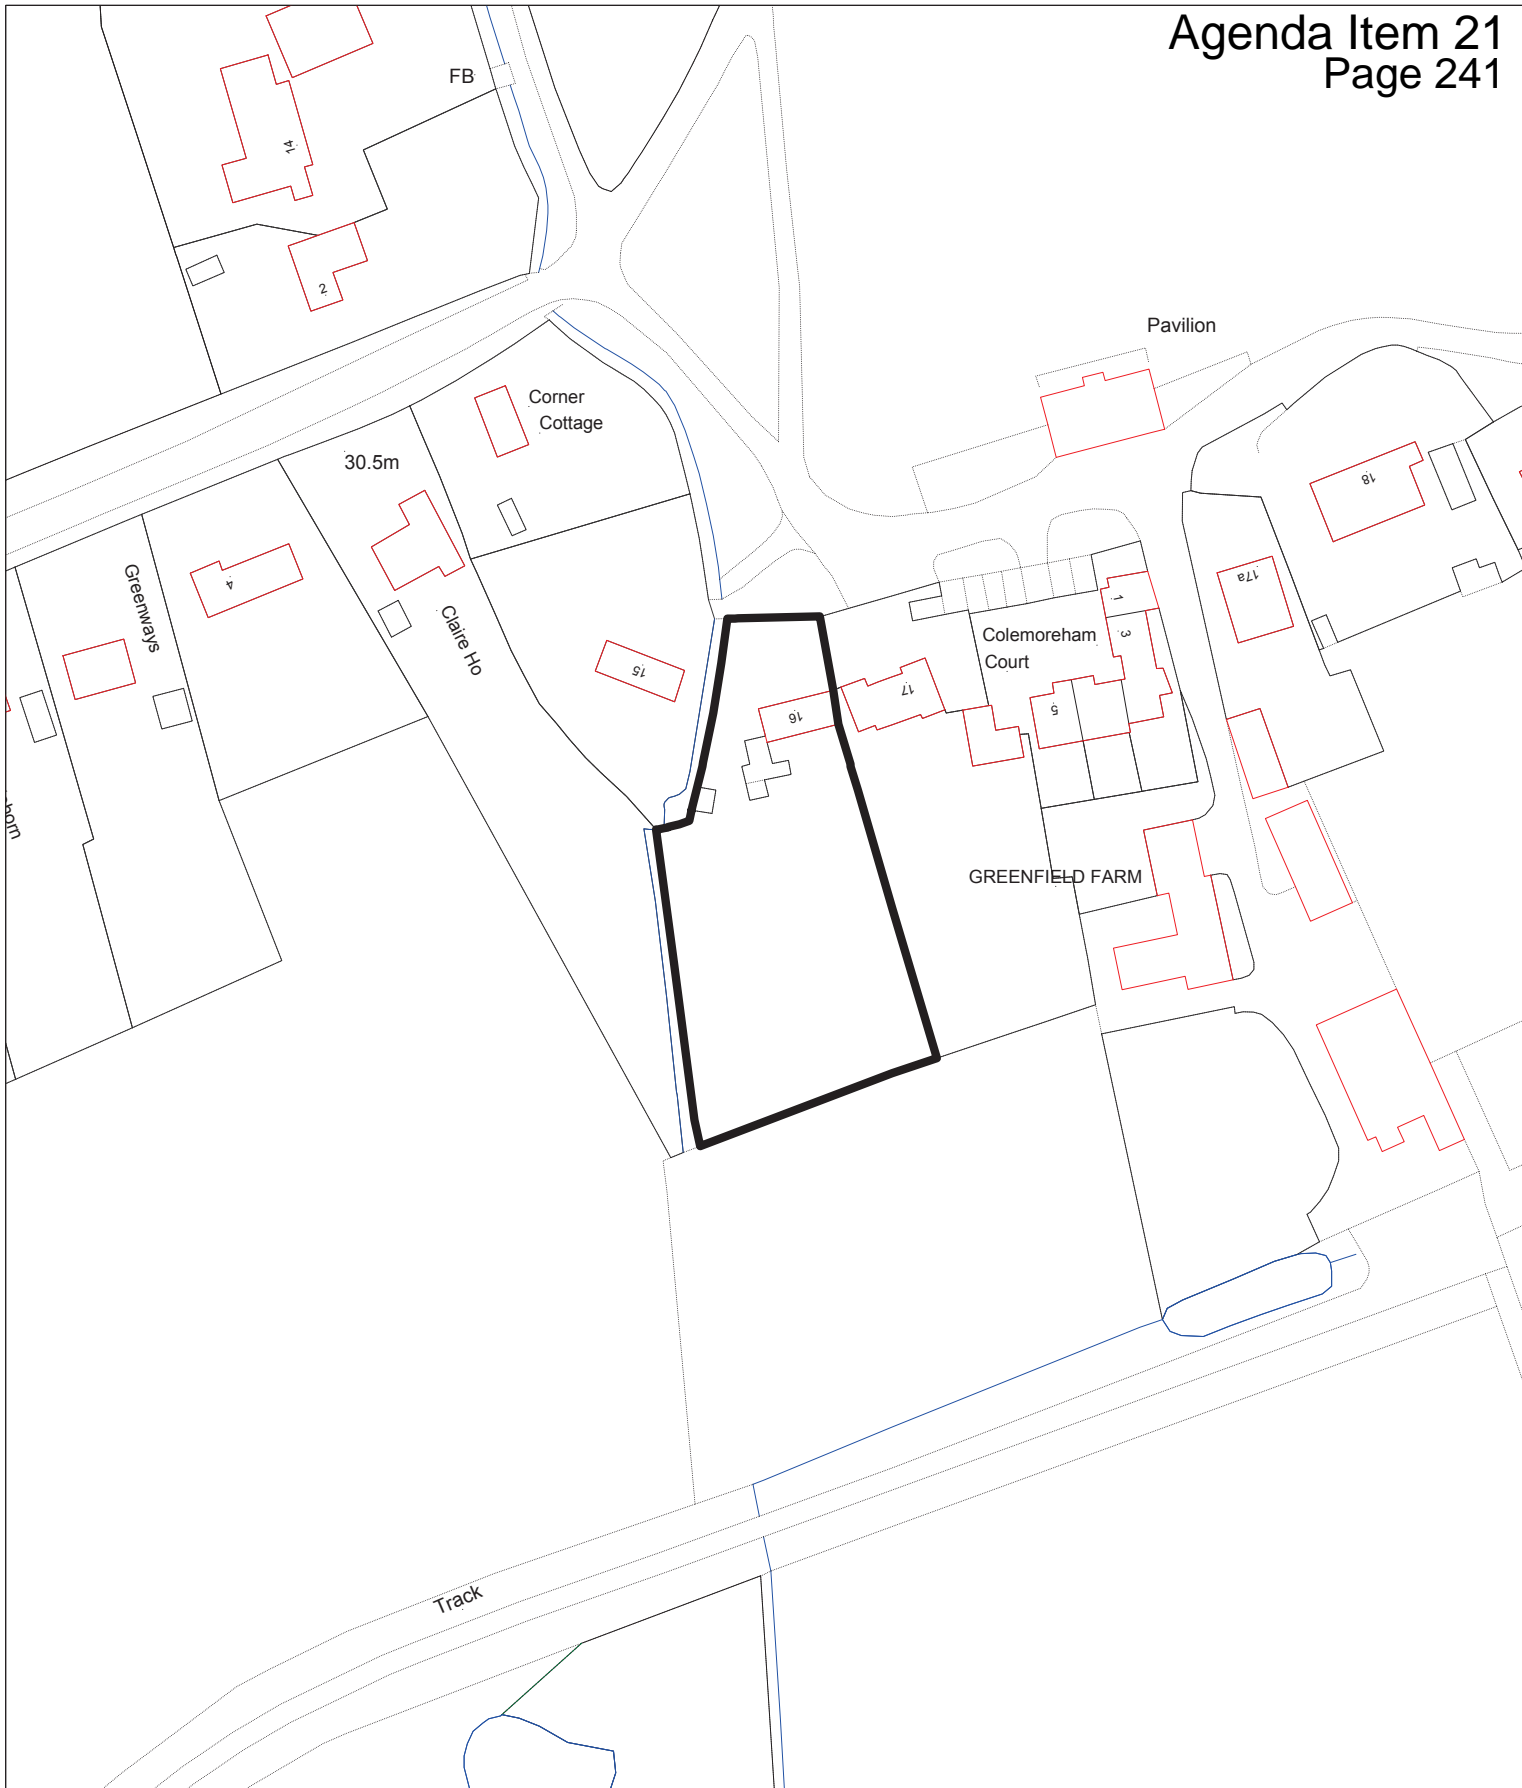 Agenda Item 21
Page 241
FB
14
2
Pavilion
Corner
Cottage
30.5m
18
Greenways
4
17a
1
Claire Ho
Colemoreham
Court
3
15
17
5
16
GREENFIELD FARM
Track